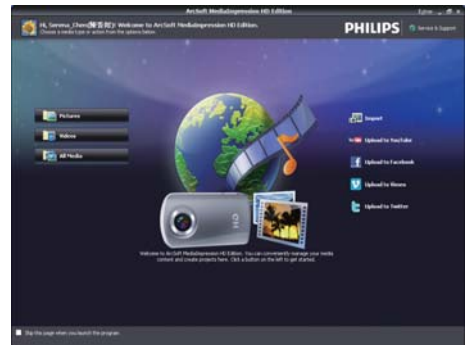 ArcSoft MediaImpression HD Edition
Hi, Serena_Chen! Welcome to ArcSoft MediaImpression HD Edition.
Choose a media type or action from the options below.
PHILIPS
Service & Support
Pictures
Videos
All Media
Import
Upload to YouTube
Upload to Facebook
Upload to Vimeo
Upload to Twitter
HD
Welcome to ArcSoft MediaImpression HD Edition. You can conveniently manage your media
content and create projects here. Click a button on the left to get started.
Skip this page when you launch the program.